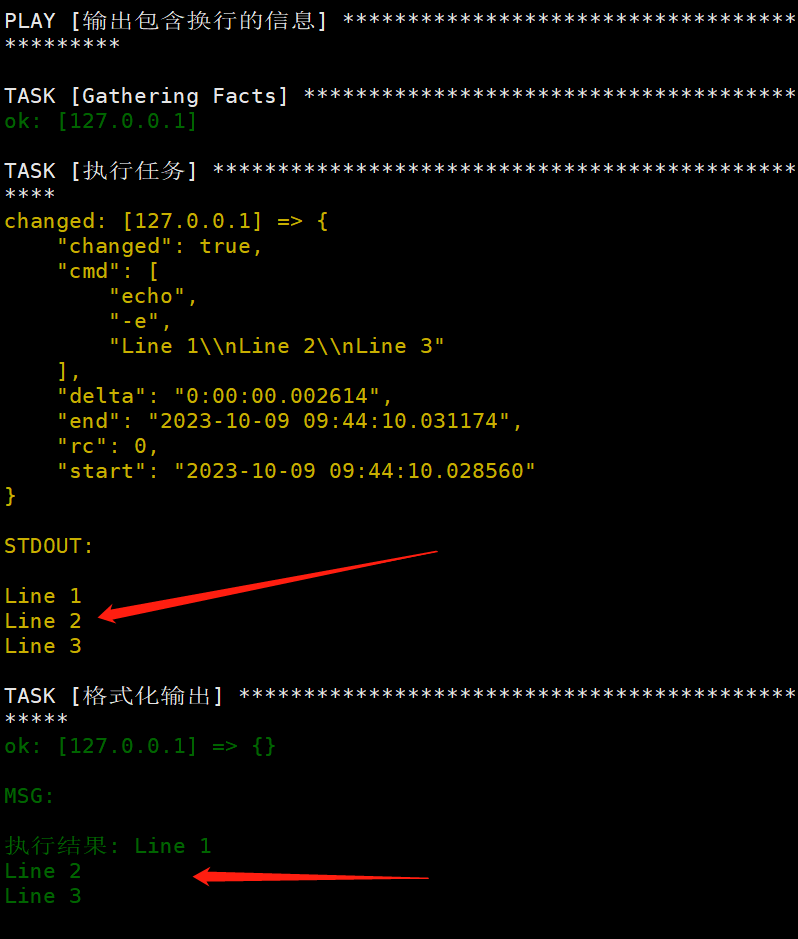 PLAY [输出包含换行的信息] ***********************************
*********
TASK [Gathering Facts] **************************************
ok: [127.0.0.1]
TASK [执行任务] *********************************************
****
changed: [127.0.0.1] => {
    "changed": true,
    "cmd": [
        "echo",
        "-e",
        "Line 1\\nLine 2\\nLine 3"
    ],
    "delta": "0:00:00.002614",
    "end": "2023-10-09 09:44:10.031174",
    "rc": 0,
    "start": "2023-10-09 09:44:10.028560"
}
STDOUT:
Line 1
Line 2
Line 3
TASK [格式化输出] *******************************************
*****
ok: [127.0.0.1] => {}
MSG:
执行结果: Line 1
Line 2
Line 3